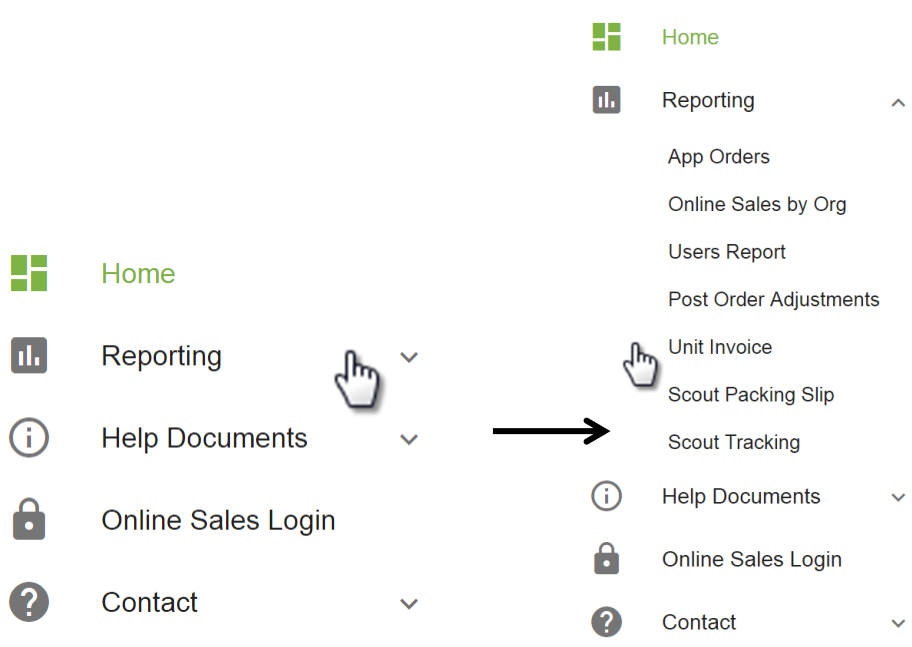 Home
Reporting
Help Documents
Online Sales Login
Contact
Home
Reporting
App Orders
Online Sales by Org
Users Report
Post Order Adjustments
Unit Invoice
Scout Packing Slip
Scout Tracking
Help Documents
Online Sales Login
Contact